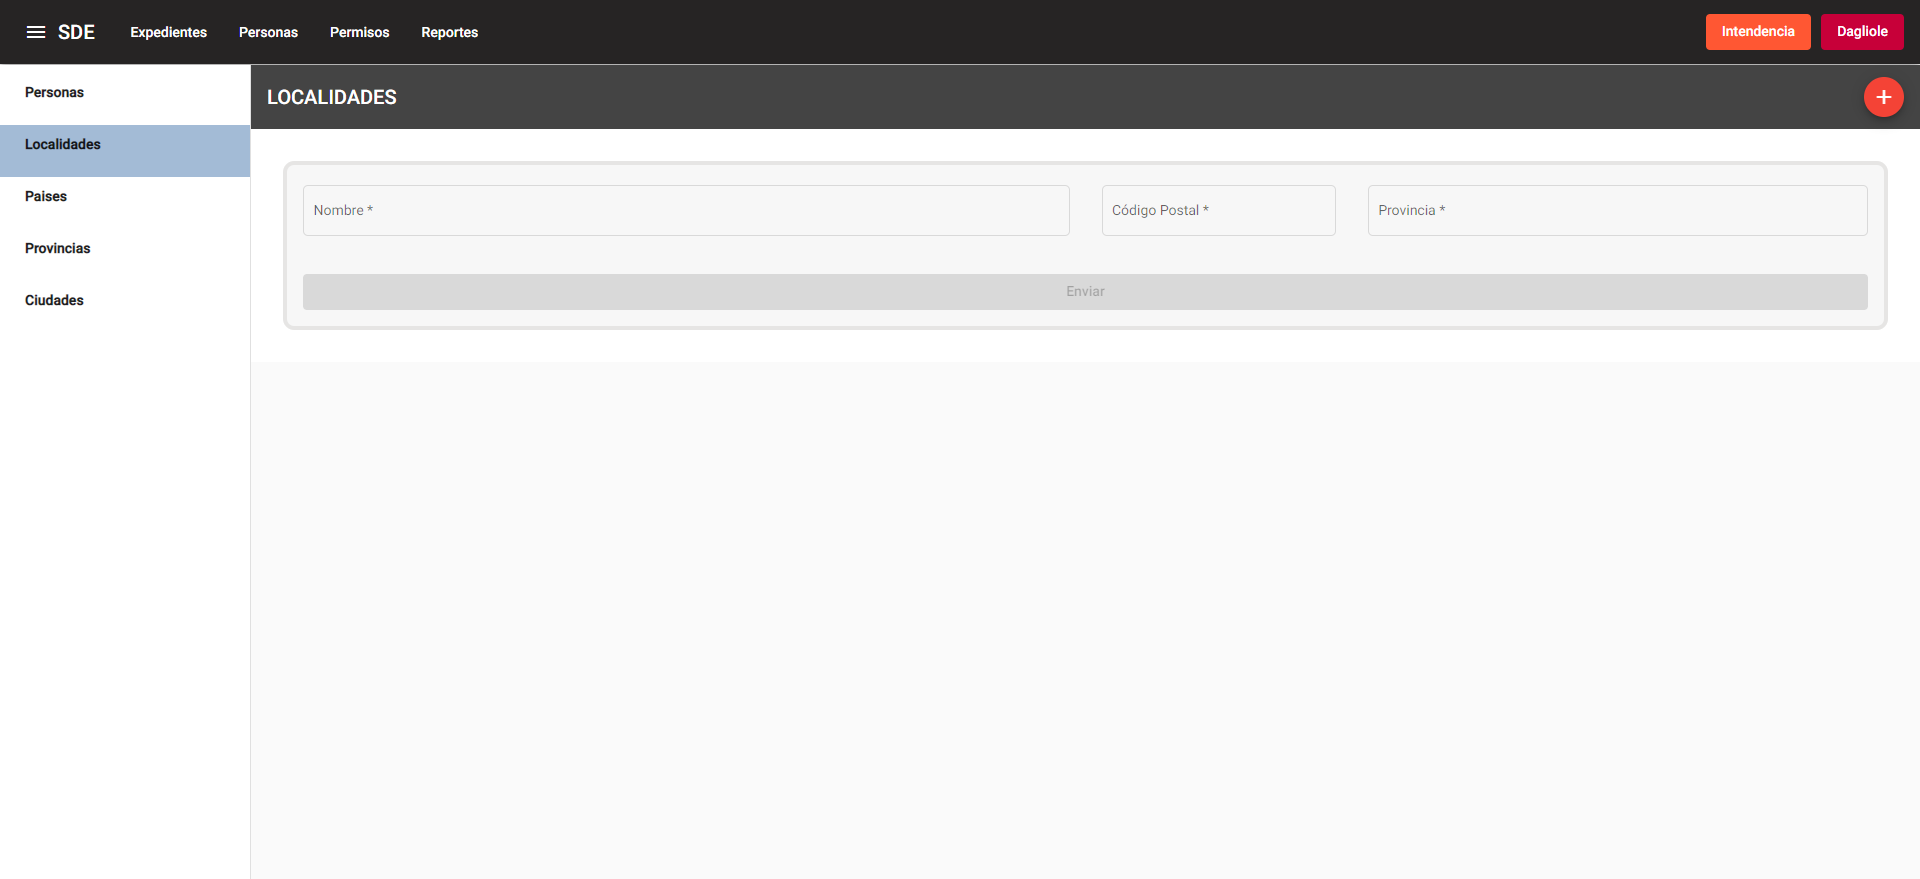 SDE Expedientes Personas Permisos Reportes Intendencia Dagliole
Personas
Localidades
Paises
Provincias
Ciudades
LOCALIDADES
Nombre * Código Postal * Provincia *
Enviar